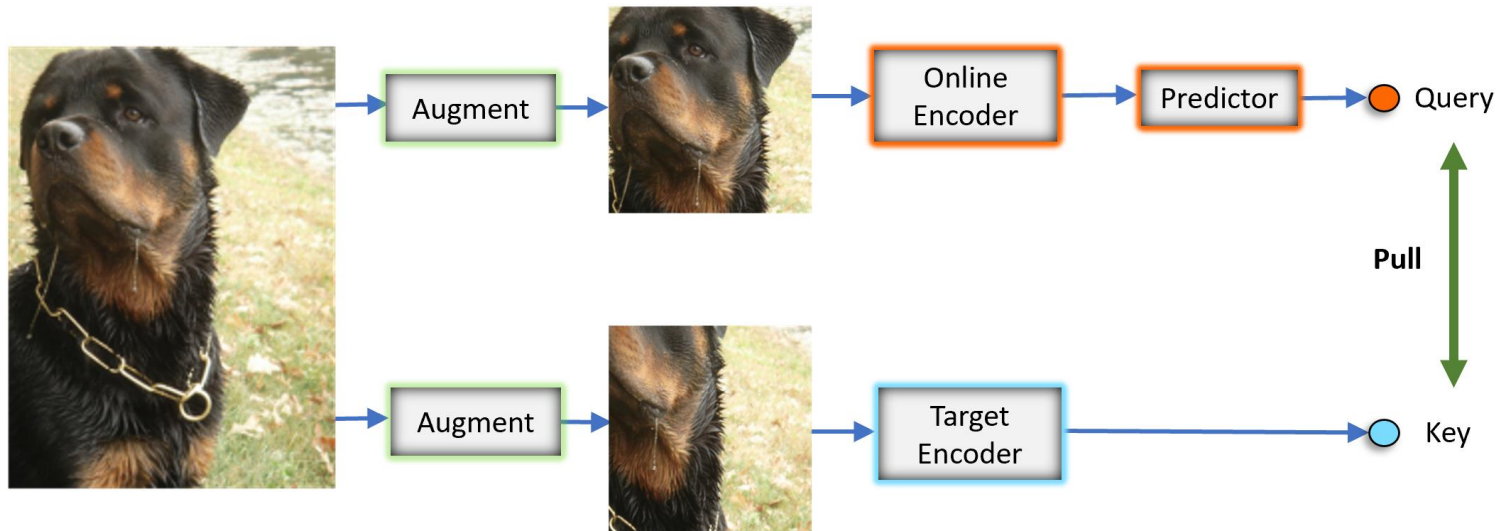 Augment
Online
Encoder
Predictor
Query
Pull
Augment
Target
Encoder
Key